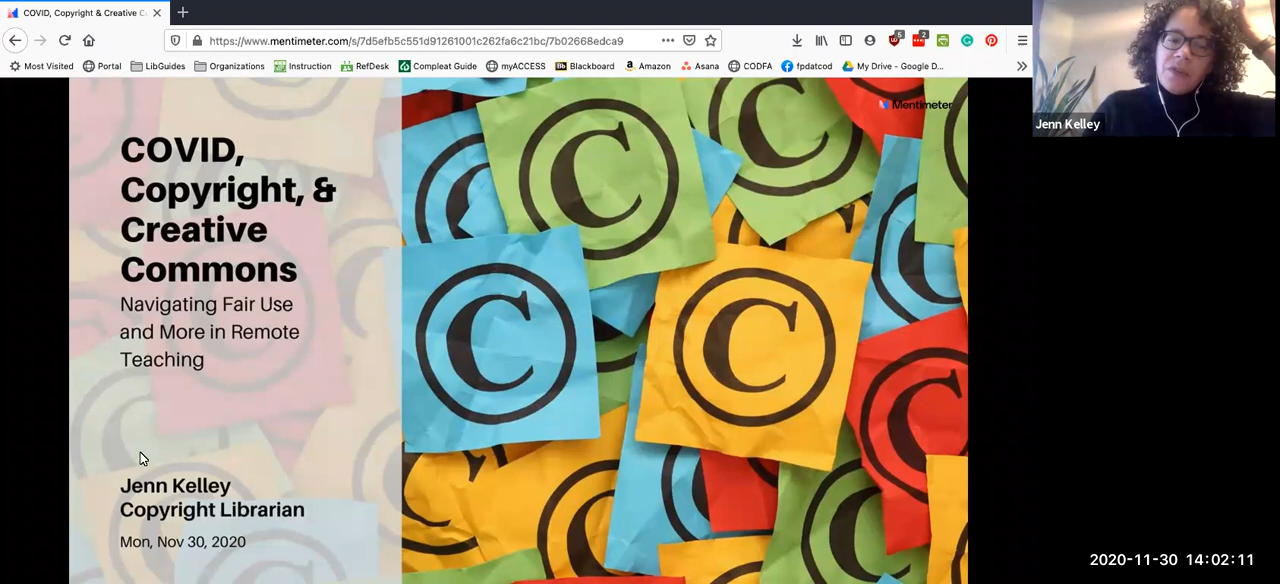 COVID, Copyright & Creative C
https://www.mentimeter.com/s/7d5efb5c551d91261001c262fa6c21bc/7b02668edca9
5
2
Most Visited Portal LibGuides Organizations Instruction RefDesk Compleat Guide myACCESS Blackboard Amazon Asana CODFA fpdatcod My Drive - Google D...
Jenn Kelley
Mentimeter
COVID,
Copyright, &
Creative
Commons
Navigating Fair Use
and More in Remote
Teaching
Jenn Kelley
Copyright Librarian
Mon, Nov 30, 2020
© © © ©
© ©
2020-11-30 14:02:11